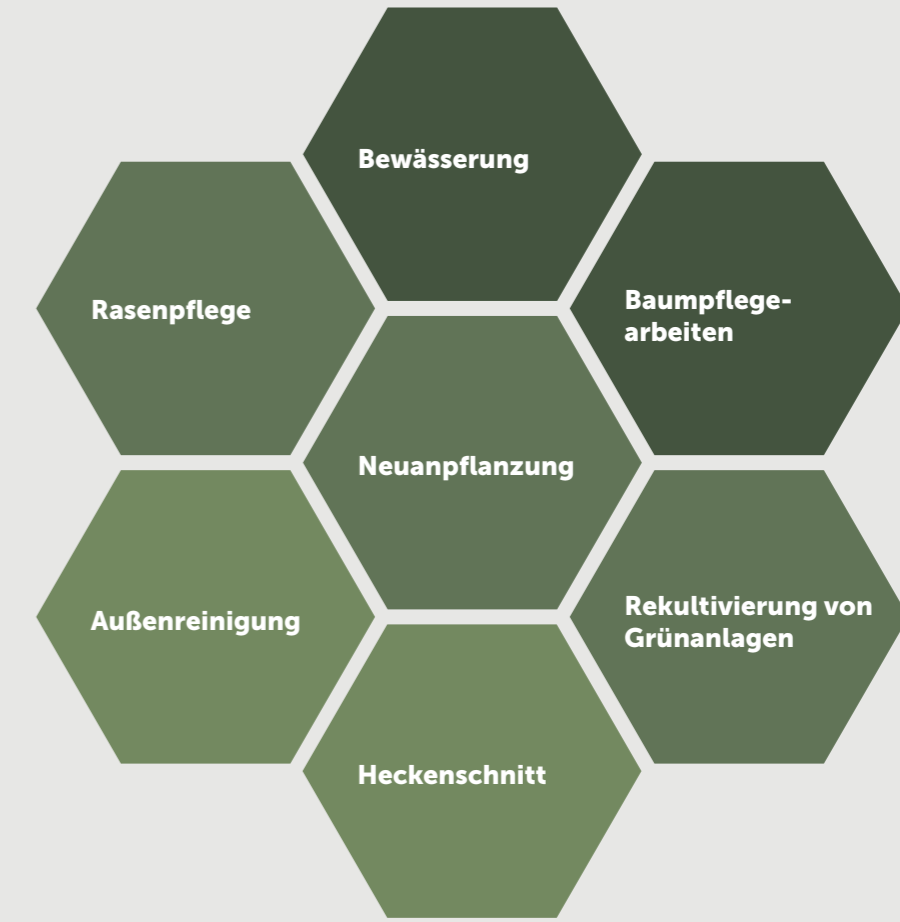 Bewässerung
Rasenpflege
Baumpflege-
arbeiten
Neuanpflanzung
Außenreinigung
Rekultivierung von
Grünanlagen
Heckenschnitt